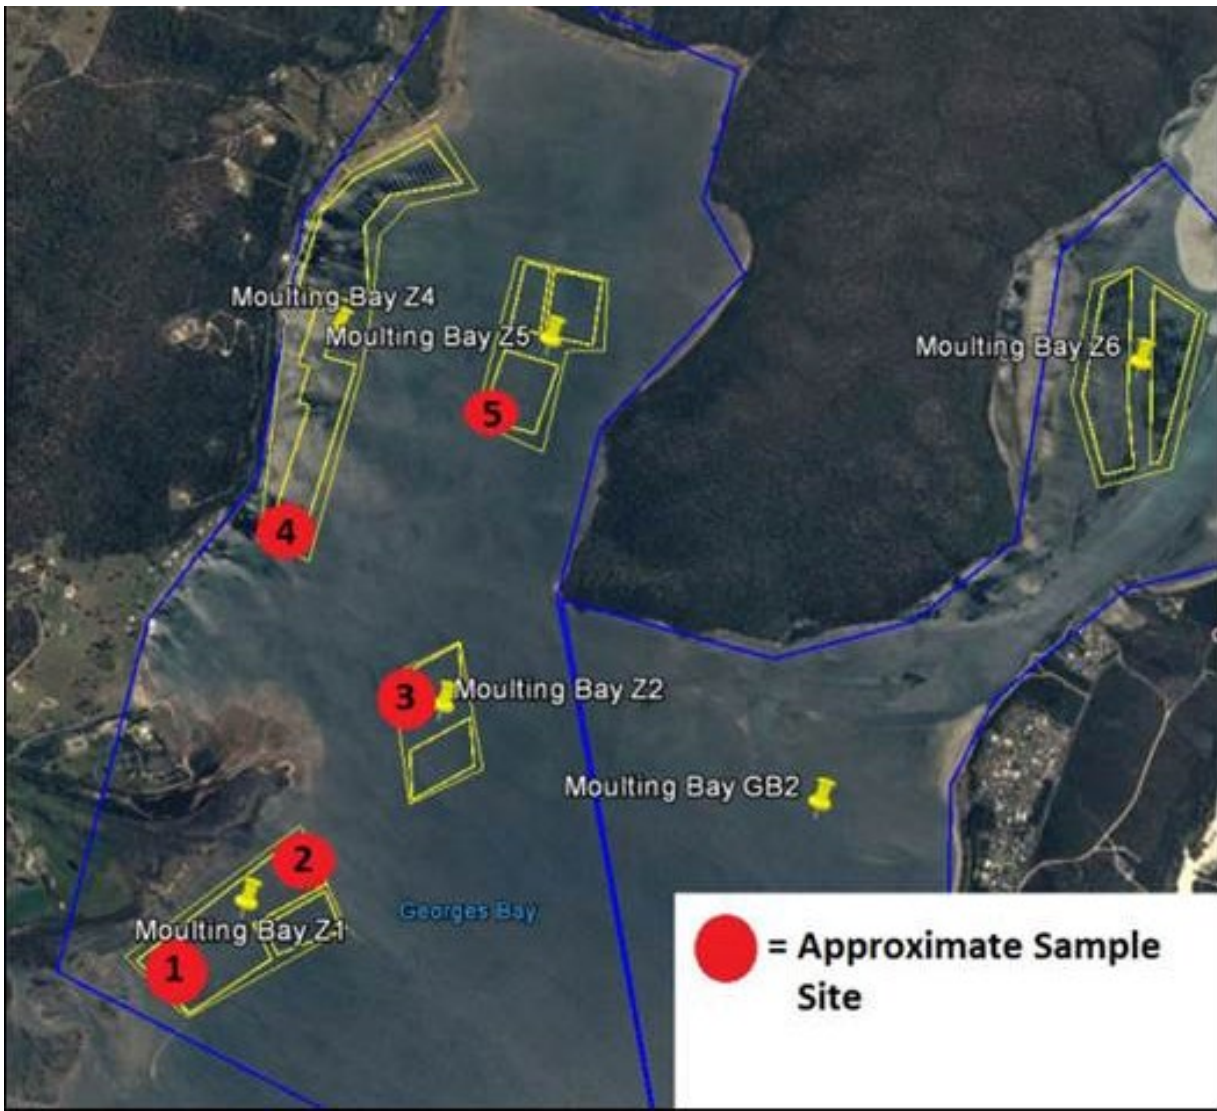 Moulting Bay Z4
Moulting Bay Z5
Moulting Bay Z6
5
4
3
Moulting Bay Z2
Moulting Bay GB2
2
Georges Bay
Moulting Bay Z1
1
= Approximate Sample
Site